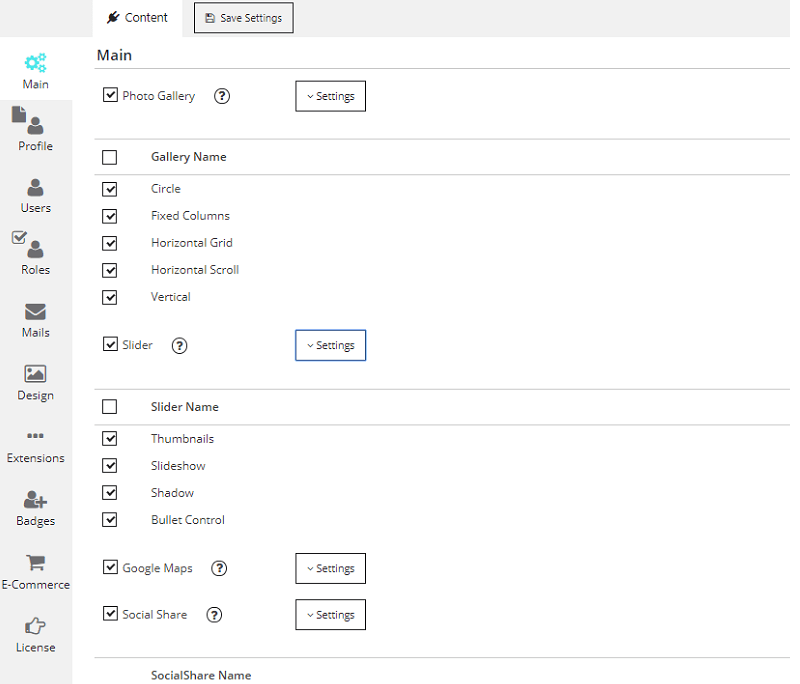 Content
Save Settings
Main
Main
Photo Gallery ? Settings
Profile
Gallery Name
Circle
Users
Fixed Columns
Horizontal Grid
Roles
Horizontal Scroll
Vertical
Mails
Slider ? Settings
Design
Slider Name
Thumbnails
Extensions
Slideshow
Shadow
Badges
Bullet Control
Google Maps ? Settings
E-Commerce
Social Share ? Settings
License
SocialShare Name